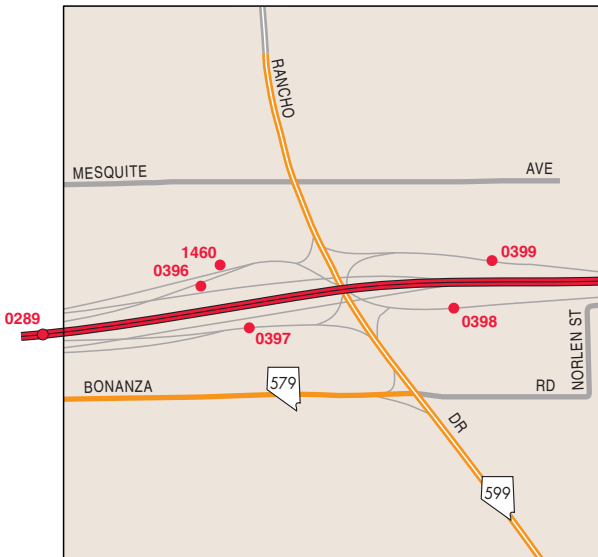 RANCHO
MESQUITE AVE
1460
0396
0399
0289
0397
0398
NORLEN ST
BONANZA
579
RD
DR
599